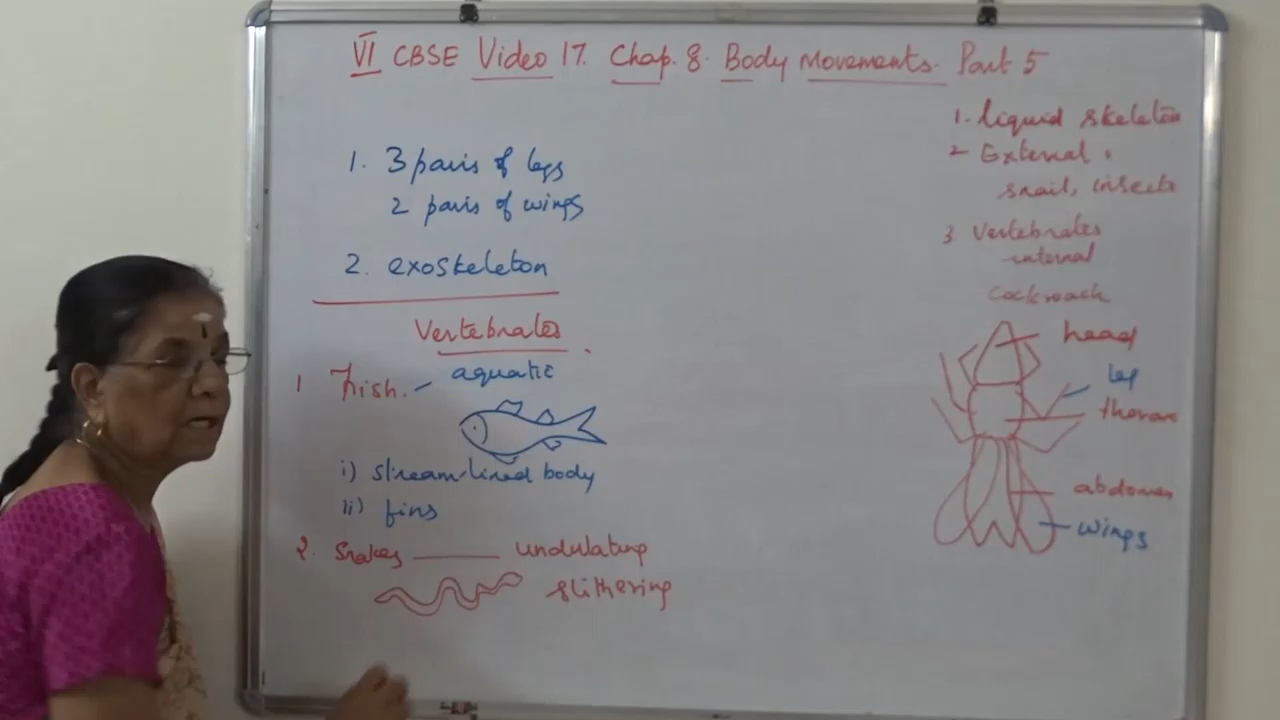 VI CBSE Video 17. Chap. 8. Body Movements. Part 5
1. 3 pairs of legs
2 pairs of wings
2. exoskeleton
Vertebrates
1 Fish. – aquatic
i) streamlined body
ii) fins
2. Snakes — undulating
slithering
1. liquid skeleton
2 External
snail, insects
3 Vertebrates
internal
Cockroach
head
leg
thorax
abdomen
wings